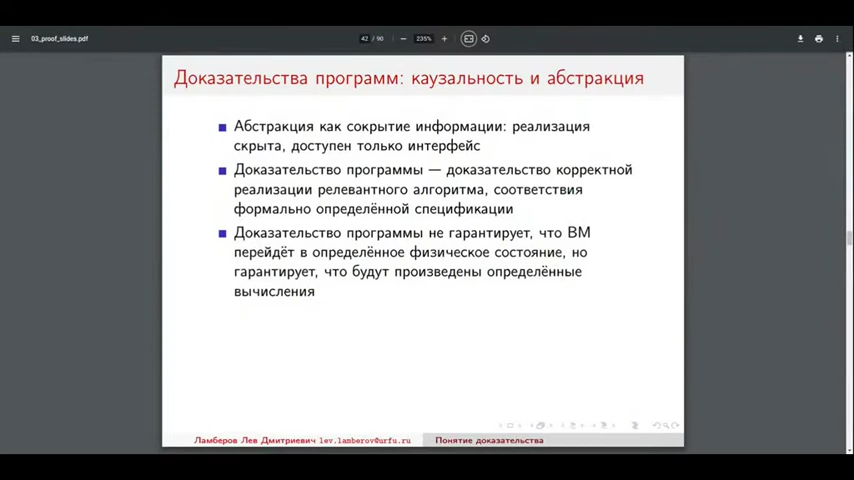 03_proof_slides.pdf
42 / 90
235%
Доказательства программ: каузальность и абстракция
Абстракция как сокрытие информации: реализация
скрыта, доступен только интерфейс
Доказательство программы — доказательство корректной
реализации релевантного алгоритма, соответствия
формально определённой спецификации
Доказательство программы не гарантирует, что ВМ
перейдёт в определённое физическое состояние, но
гарантирует, что будут произведены определённые
вычисления
Ламберов Лев Дмитриевич lev.lamberov@urfu.ru
Понятие доказательства